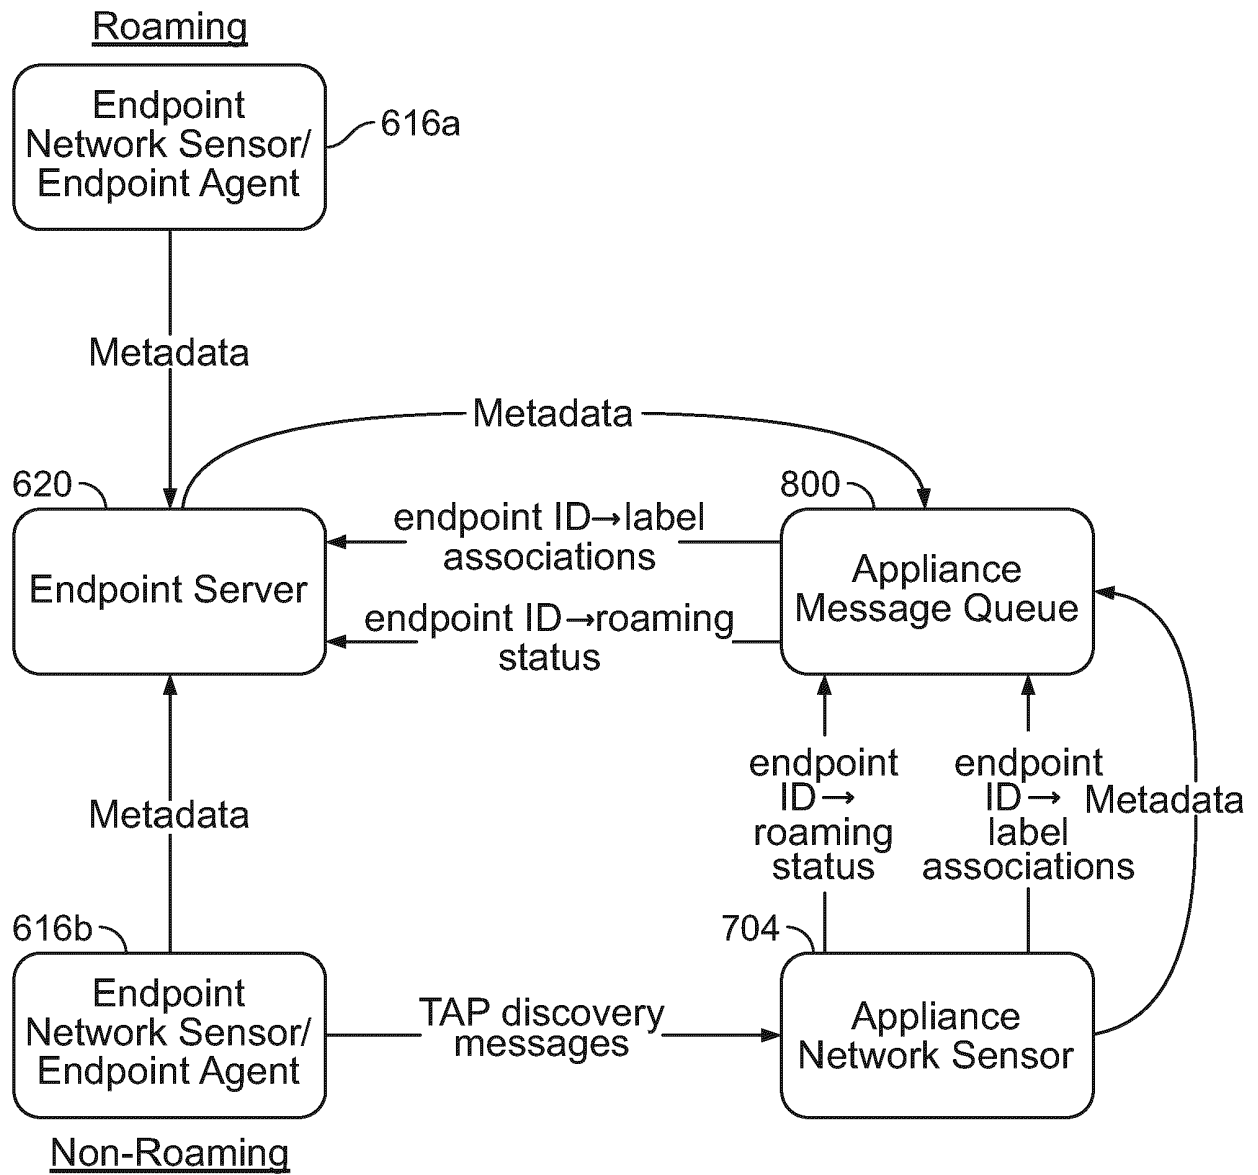 Roaming
Endpoint
Network Sensor/
Endpoint Agent
616a
Metadata
Metadata
620
800
endpoint ID→label
associations
Endpoint Server
Appliance
Message Queue
endpoint ID→roaming
status
Metadata
endpoint
ID→
roaming
status
endpoint
ID→
label
associations
Metadata
616b
704
Endpoint
Network Sensor/
Endpoint Agent
TAP discovery
messages
Appliance
Network Sensor
Non-Roaming